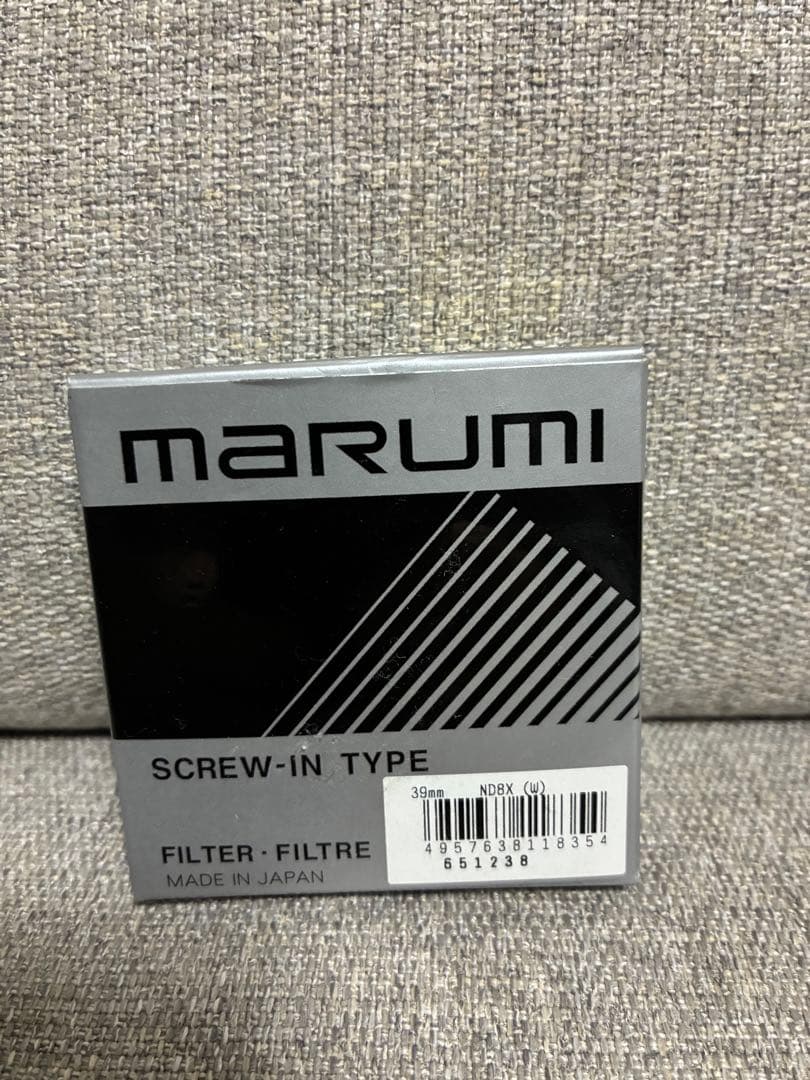 marumi
SCREW-IN TYPE
39mm ND8X (W)
4957638118354
651238
FILTER · FILTRE
MADE IN JAPAN